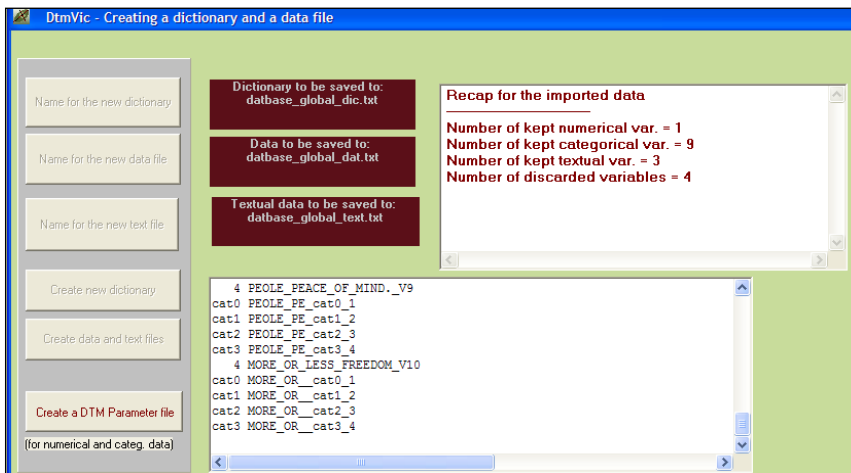 DtmVic - Creating a dictionary and a data file
Name for the new dictionary
Name for the new data file
Name for the new text file
Create new dictionary
Create data and text files
Create a DTM Parameter file
(for numerical and categ. data)
Dictionary to be saved to:
datbase_global_dic.txt
Data to be saved to:
datbase_global_dat.txt
Textual data to be saved to:
datbase_global_text.txt
Recap for the imported data
Number of kept numerical var. = 1
Number of kept categorical var. = 9
Number of kept textual var. = 3
Number of discarded variables = 4
4 PEOLE_PEACE_OF_MIND._V9
cat0 PEOLE_PE_cat0_1
cat1 PEOLE_PE_cat1_2
cat2 PEOLE_PE_cat2_3
cat3 PEOLE_PE_cat3_4
4 MORE_OR_LESS_FREEDOM_V10
cat0 MORE_OR__cat0_1
cat1 MORE_OR__cat1_2
cat2 MORE_OR__cat2_3
cat3 MORE_OR__cat3_4